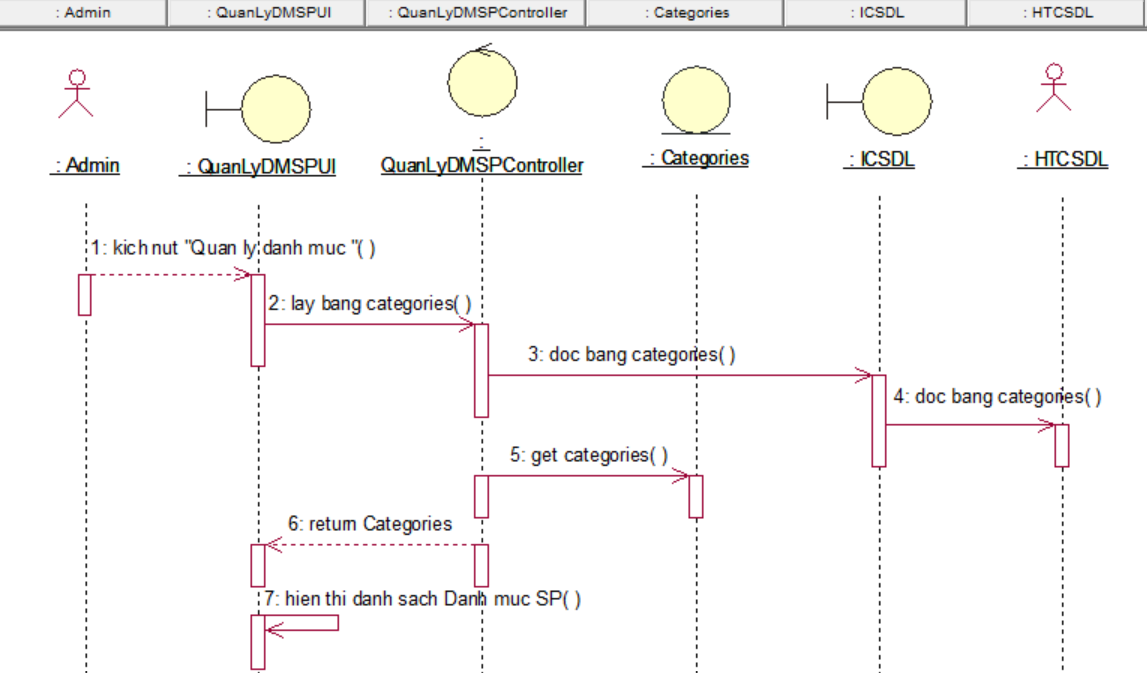 : Admin
: QuanLyDMSPUI
: QuanLyDMSPController
: Categories
: ICSDL
: HTCSDL
: Admin
: QuanLyDMSPUI
:
QuanLyDMSPController
: Categories
: ICSDL
: HTCSDL
1: kich nut "Quan ly danh muc "( )
2: lay bang categories( )
3: doc bang categories( )
4: doc bang categories( )
5: get categories( )
6: return Categories
7: hien thi danh sach Danh muc SP( )